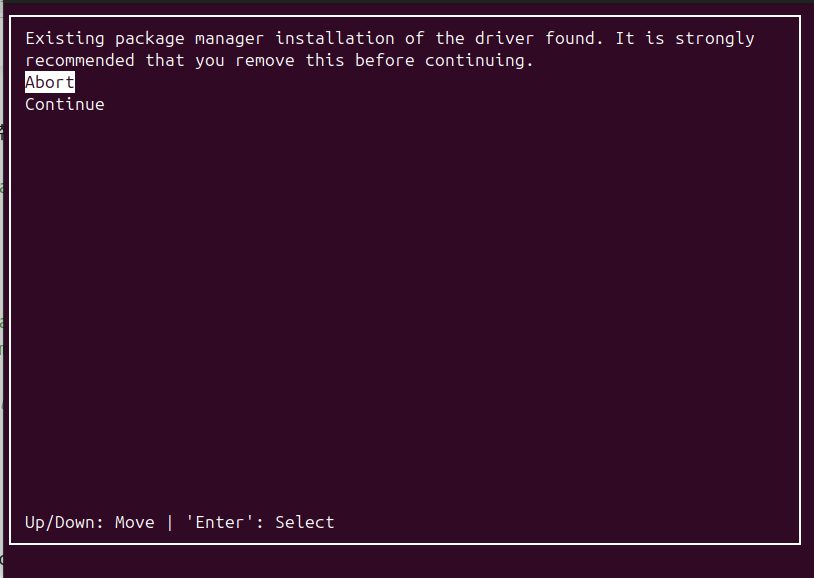 Existing package manager installation of the driver found. It is strongly
recommended that you remove this before continuing.
Abort
Continue
Up/Down: Move | 'Enter': Select